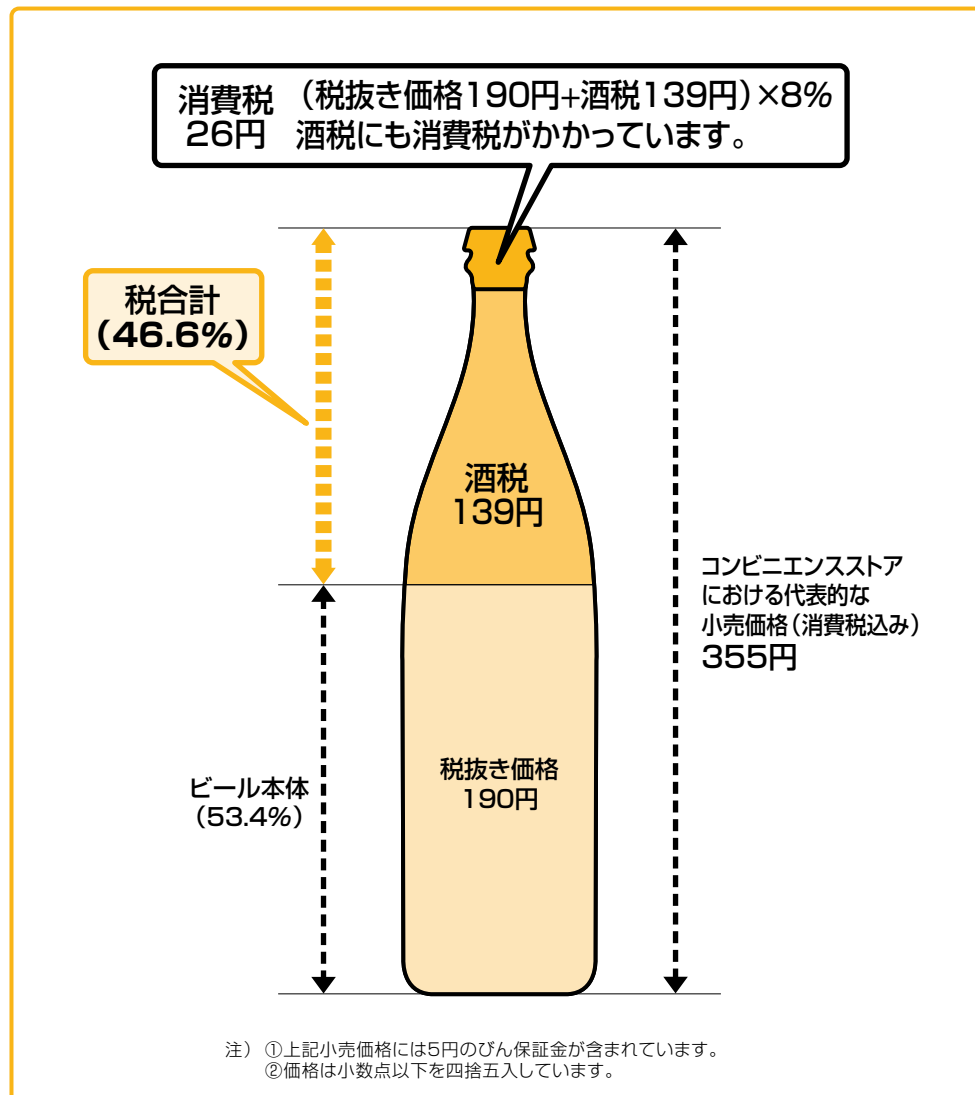 消費税 (税抜き価格190円+酒税139円)×8%
26円 酒税にも消費税がかかっています。
税合計
(46.6%)
酒税
139円
コンビニエンスストア
における代表的な
小売価格(消費税込み)
355円
税抜き価格
190円
ビール本体
(53.4%)
注) ①上記小売価格には5円のびん保証金が含まれています。
②価格は小数点以下を四捨五入しています。